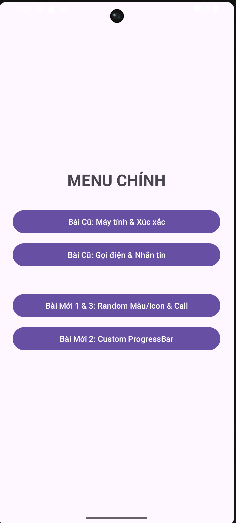 MENU CHÍNH
Bài Cũ: Máy tính & Xúc xắc
Bài Cũ: Gọi điện & Nhắn tin
Bài Mới 1 & 3: Random Màu/Icon & Call
Bài Mới 2: Custom ProgressBar